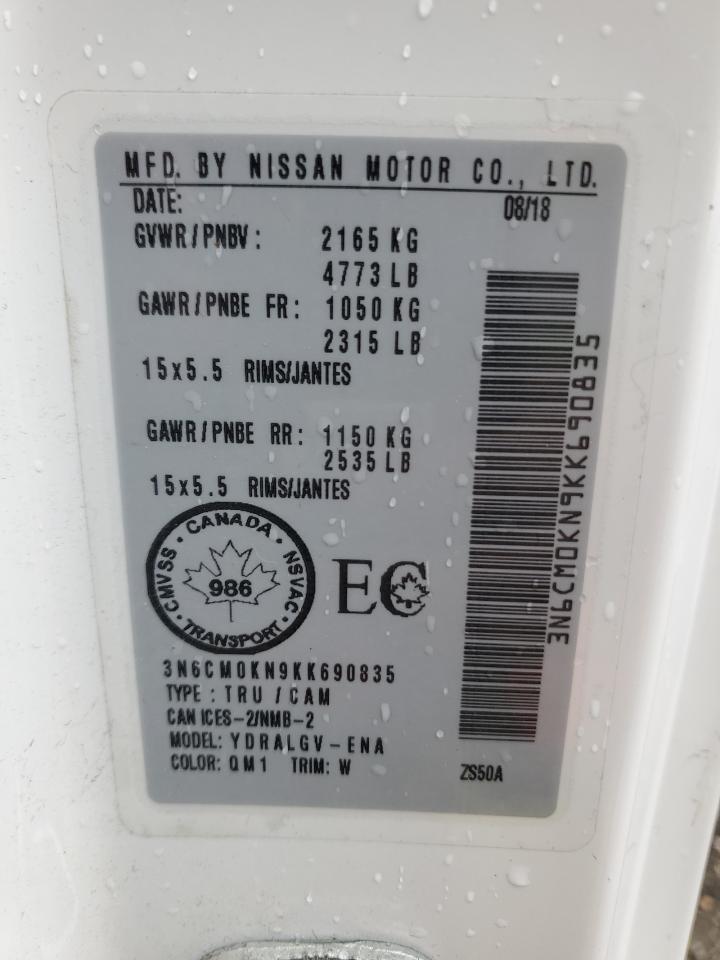 MFD. BY NISSAN MOTOR CO., LTD.
DATE: 08/18
GVWR/PNBV: 2165 KG
4773 LB
GAWR/PNBE FR: 1050 KG
2315 LB
15x5.5 RIMS/JANTES
GAWR/PNBE RR: 1150 KG
2535 LB
15x5.5 RIMS/JANTES
CANADA
CMVSS · NSVAC
986
TRANSPORT
EC
3N6CM0KN9KK690835
TYPE: TRU/CAM
CAN ICES-2/NMB-2
MODEL: YDRALGV-ENA
COLOR: QM1 TRIM: W
ZS50A
3N6CM0KN9KK690835